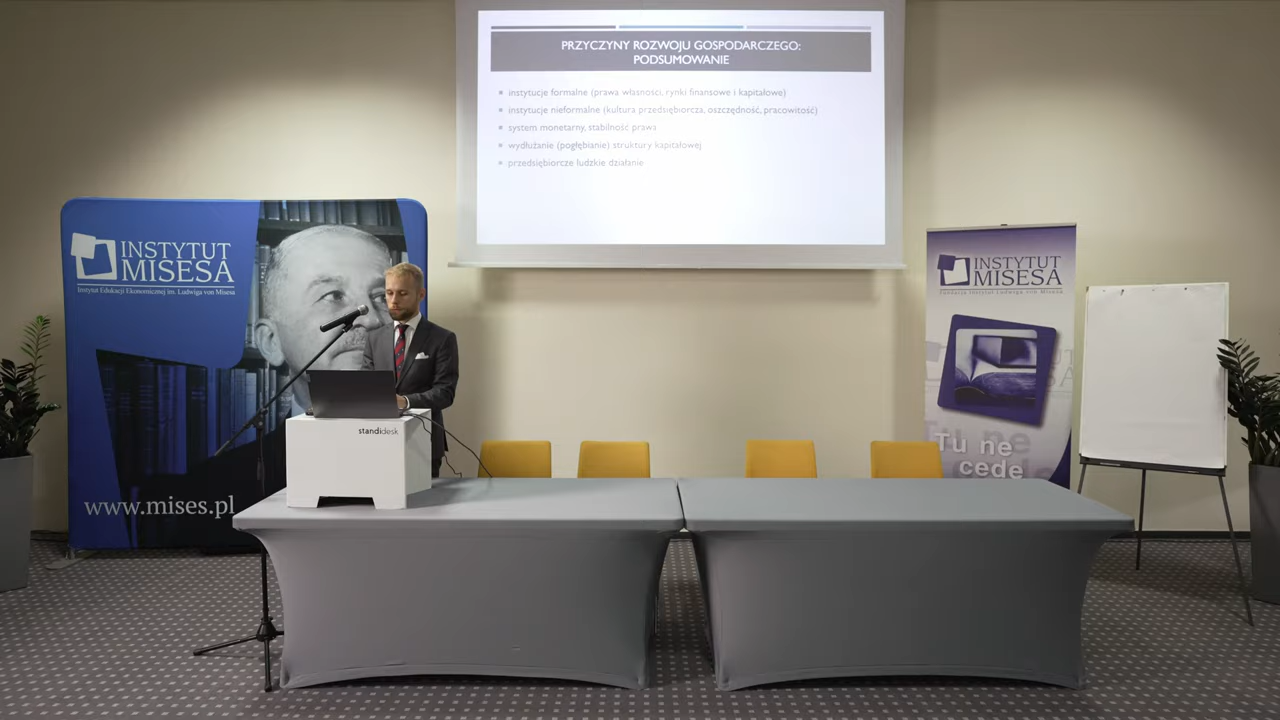 PRZYCZYNY ROZWOJU GOSPODARCZEGO:
PODSUMOWANIE
instytucje formalne (prawa własności, rynki finansowe i kapitałowe)
instytucje nieformalne (kultura przedsiębiorcza, oszczędność, pracowitość)
system monetarny, stabilność prawa
wydłużanie (pogłębianie) struktury kapitałowej
przedsiębiorcze ludzkie działanie
INSTYTUT
MISESA
Instytut Edukacji Ekonomicznej im. Ludwiga von Misesa
www.mises.pl
standidesk
INSTYTUT
MISESA
Fundacja Instytut Ludwiga von Misesa
Tu ne
cede